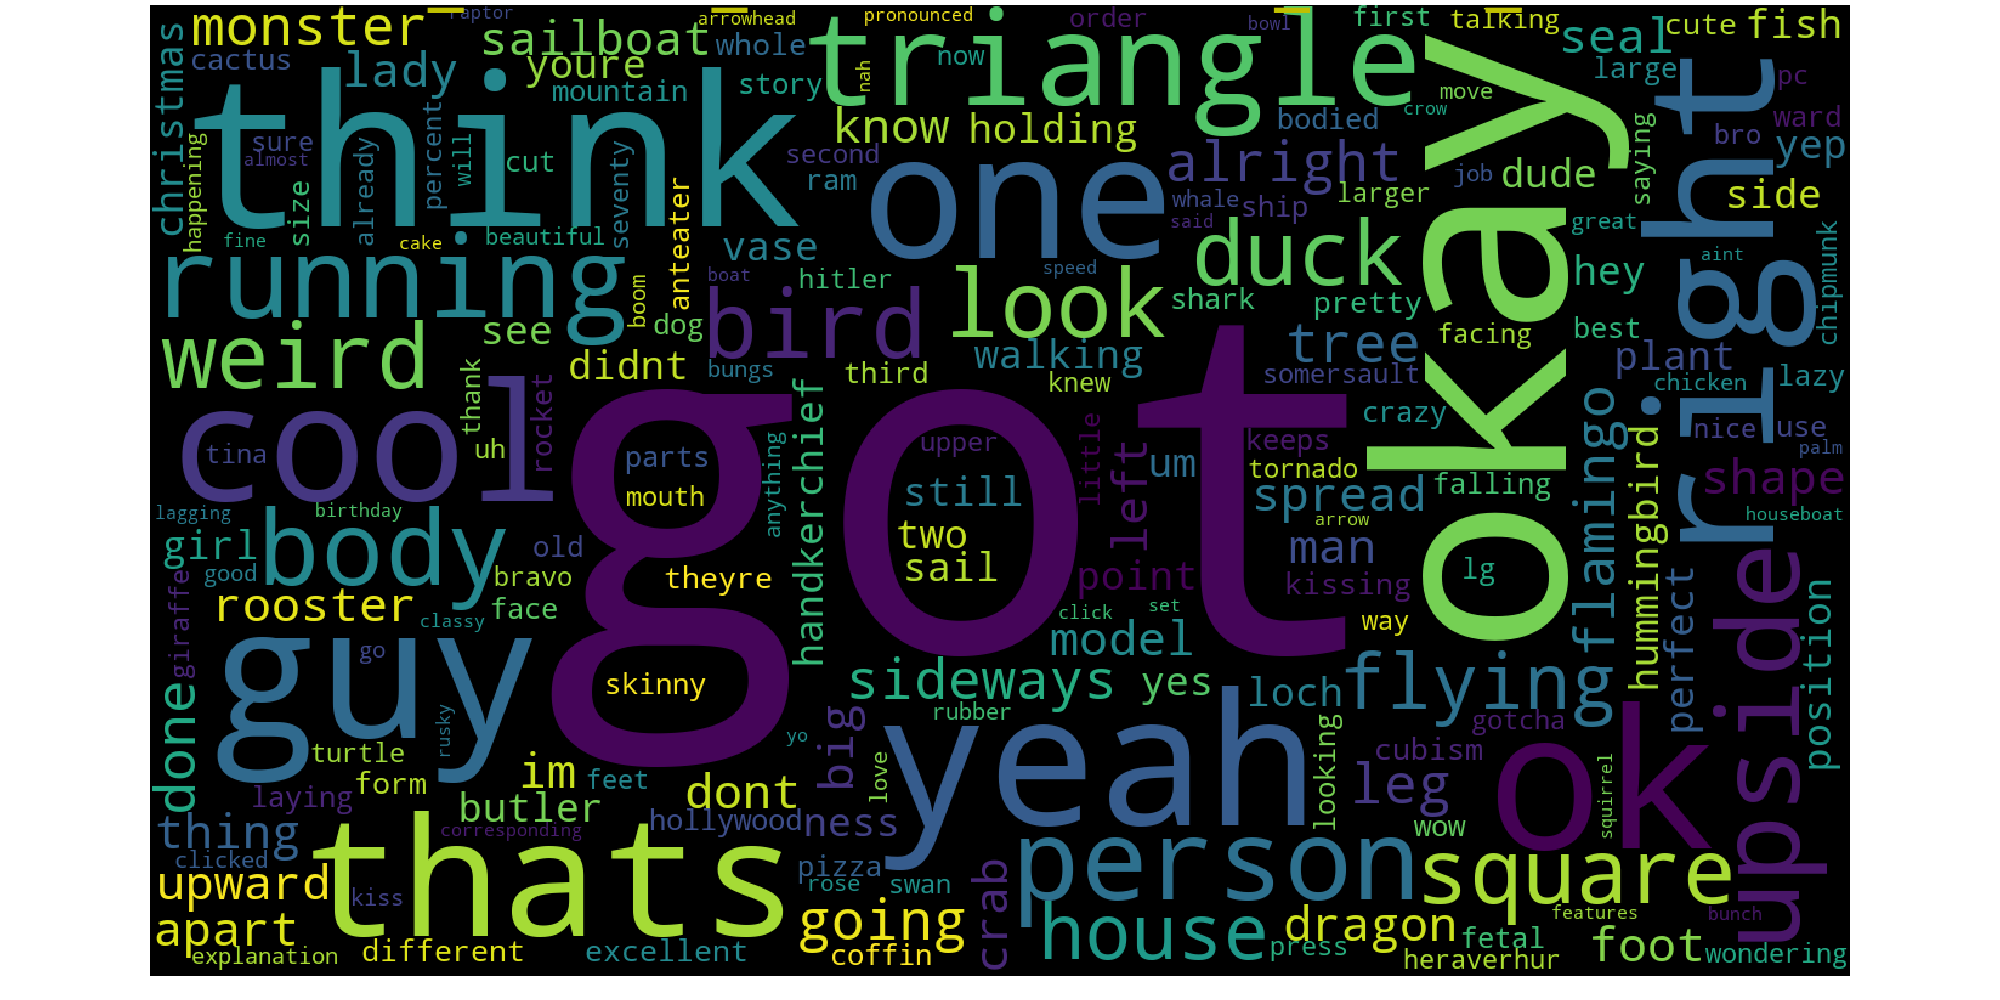 raptor
arrowhead
pronounced
order
bowl
first
talking
cute
fish
monster
sailboat
whole
triangle
seal
christmas
cactus
lady
youre
story
now
nah
large
pc
mountain
move
crow
think
know
holding
bodied
okay
right
ward
bro
yep
sure
almost
already
percent
will
cut
seventy
second
ram
one
alright
larger
job
dude
saying
side
happening
size
anteater
whale
said
ship
great
fine
cake
beautiful
vase
duck
hey
aint
chipmunk
running
boom
boat
hitler
speed
look
shark
pretty
bird
dog
weird
see
didnt
bungs
third
walking
knew
tree
facing
best
somersault
plant
chicken
lazy
cool
thank
rocket
got
handkerchief
crazy
flamingo
hummingbird
nice
use
palm
tina
uh
parts
mouth
anything
upper
little
left
um
keeps
tornado
spread
falling
shape
still
lagging
birthday
arrow
houseboat
girl
body
old
two
sail
man
lg
upside
good
bravo
theyre
point
kissing
perfect
position
giraffe
rooster
classy
face
click
set
way
guy
go
skinny
model
sideways
yes
loch
flying
done
rusky
rubber
yo
big
yeah
gotcha
ok
turtle
form
im
feet
love
looking
cubism
squirrel
laying
butler
dont
leg
thing
thats
corresponding
hollywood
ness
wow
clicked
pizza
person
square
upward
kiss
rose
swan
crab
apart
going
house
dragon
features
bunch
explanation
different
excellent
coffin
press
fetal
heraverhur
foot
wondering